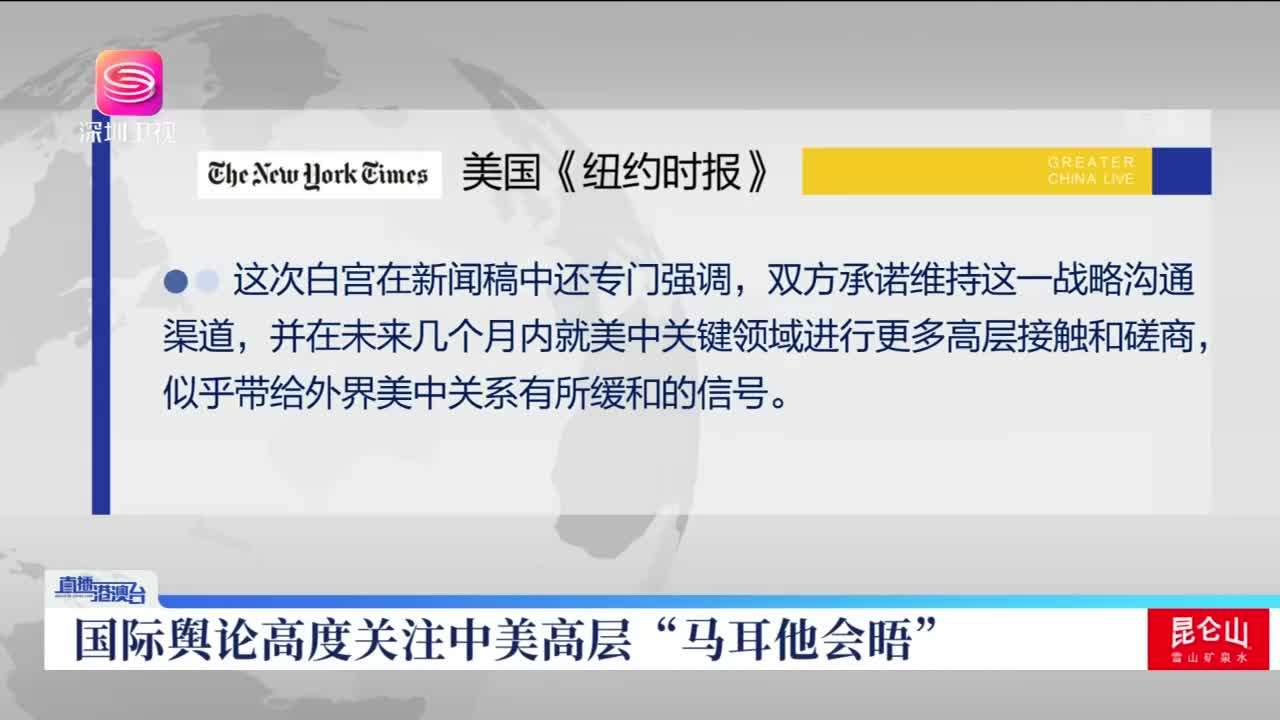 深圳卫视
The New York Times 美国《纽约时报》
GREATER
CHINA LIVE
这次白宫在新闻稿中还专门强调，双方承诺维持这一战略沟通
渠道，并在未来几个月内就美中关键领域进行更多高层接触和磋商，
似乎带给外界美中关系有所缓和的信号。
直播港澳台
国际舆论高度关注中美高层“马耳他会晤”
昆仑山
雪山矿泉水